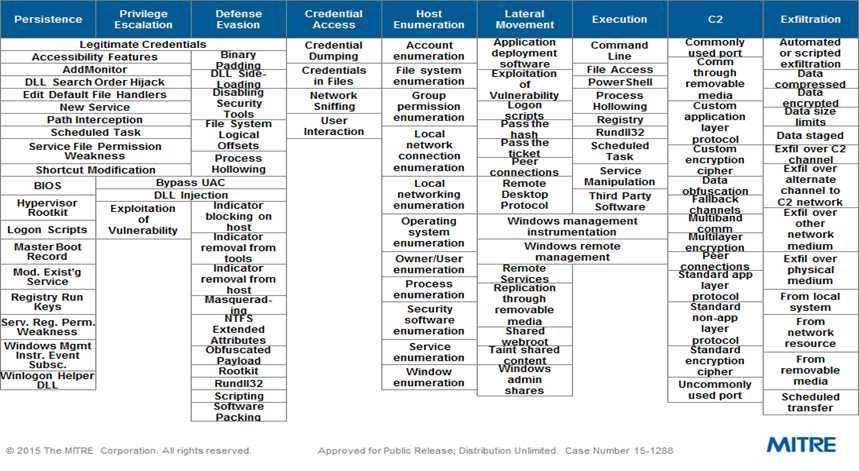 Persistence
Privilege
Escalation
Defense
Evasion
Credential
Access
Host
Enumeration
Lateral
Movement
Execution
C2
Exfiltration
Legitimate Credentials
Accessibility Features
AddMonitor
DLL Search Order Hijack
Edit Default File Handlers
New Service
Path Interception
Scheduled Task
Service File Permission
Weakness
Shortcut Modification
BIOS
Hypervisor
Rootkit
Logon Scripts
Master Boot
Record
Mod. Exist'g
Service
Registry Run
Keys
Serv. Reg. Perm.
Weakness
Windows Mgmt
Instr. Event
Subsc.
Winlogon Helper
DLL
Bypass UAC
DLL Injection
Exploitation
of
Vulnerability
Binary
Padding
DLL Side-
Loading
Disabling
Security
Tools
File System
Logical
Offsets
Process
Hollowing
Indicator
blocking on
host
Indicator
removal from
tools
Indicator
removal from
host
Masquerad-
ing
NTFS
Extended
Attributes
Obfuscated
Payload
Rootkit
Rundll32
Scripting
Software
Packing
Credential
Dumping
Credentials
in Files
Network
Sniffing
User
Interaction
Account
enumeration
File system
enumeration
Group
permission
enumeration
Local
network
connection
enumeration
Local
networking
enumeration
Operating
system
enumeration
Owner/User
enumeration
Process
enumeration
Security
software
enumeration
Service
enumeration
Window
enumeration
Application
deployment
software
Exploitation
of
Vulnerability
Logon
scripts
Pass the
hash
Pass the
ticket
Peer
connections
Remote
Desktop
Protocol
Windows management
instrumentation
Windows remote
management
Remote
Services
Replication
through
removable
media
Shared
webroot
Taint shared
content
Windows
admin
shares
Command
Line
File Access
PowerShell
Process
Hollowing
Registry
Rundll32
Scheduled
Task
Service
Manipulation
Third Party
Software
Commonly
used port
Comm
through
removable
media
Custom
application
layer
protocol
Custom
encryption
cipher
Data
obfuscation
Fallback
channels
Multiband
comm
Multilayer
encryption
Peer
connections
Standard app
layer
protocol
Standard
non-app
layer
protocol
Standard
encryption
cipher
Uncommonly
used port
Automated
or scripted
exfiltration
Data
compressed
Data
encrypted
Data size
limits
Data staged
Exfil over C2
channel
Exfil over
alternate
channel to
C2 network
Exfil over
other
network
medium
Exfil over
physical
medium
From local
system
From
network
resource
From
removable
media
Scheduled
transfer
© 2015 The MITRE Corporation. All rights reserved.
Approved for Public Release; Distribution Unlimited. Case Number 15-1288
MITRE